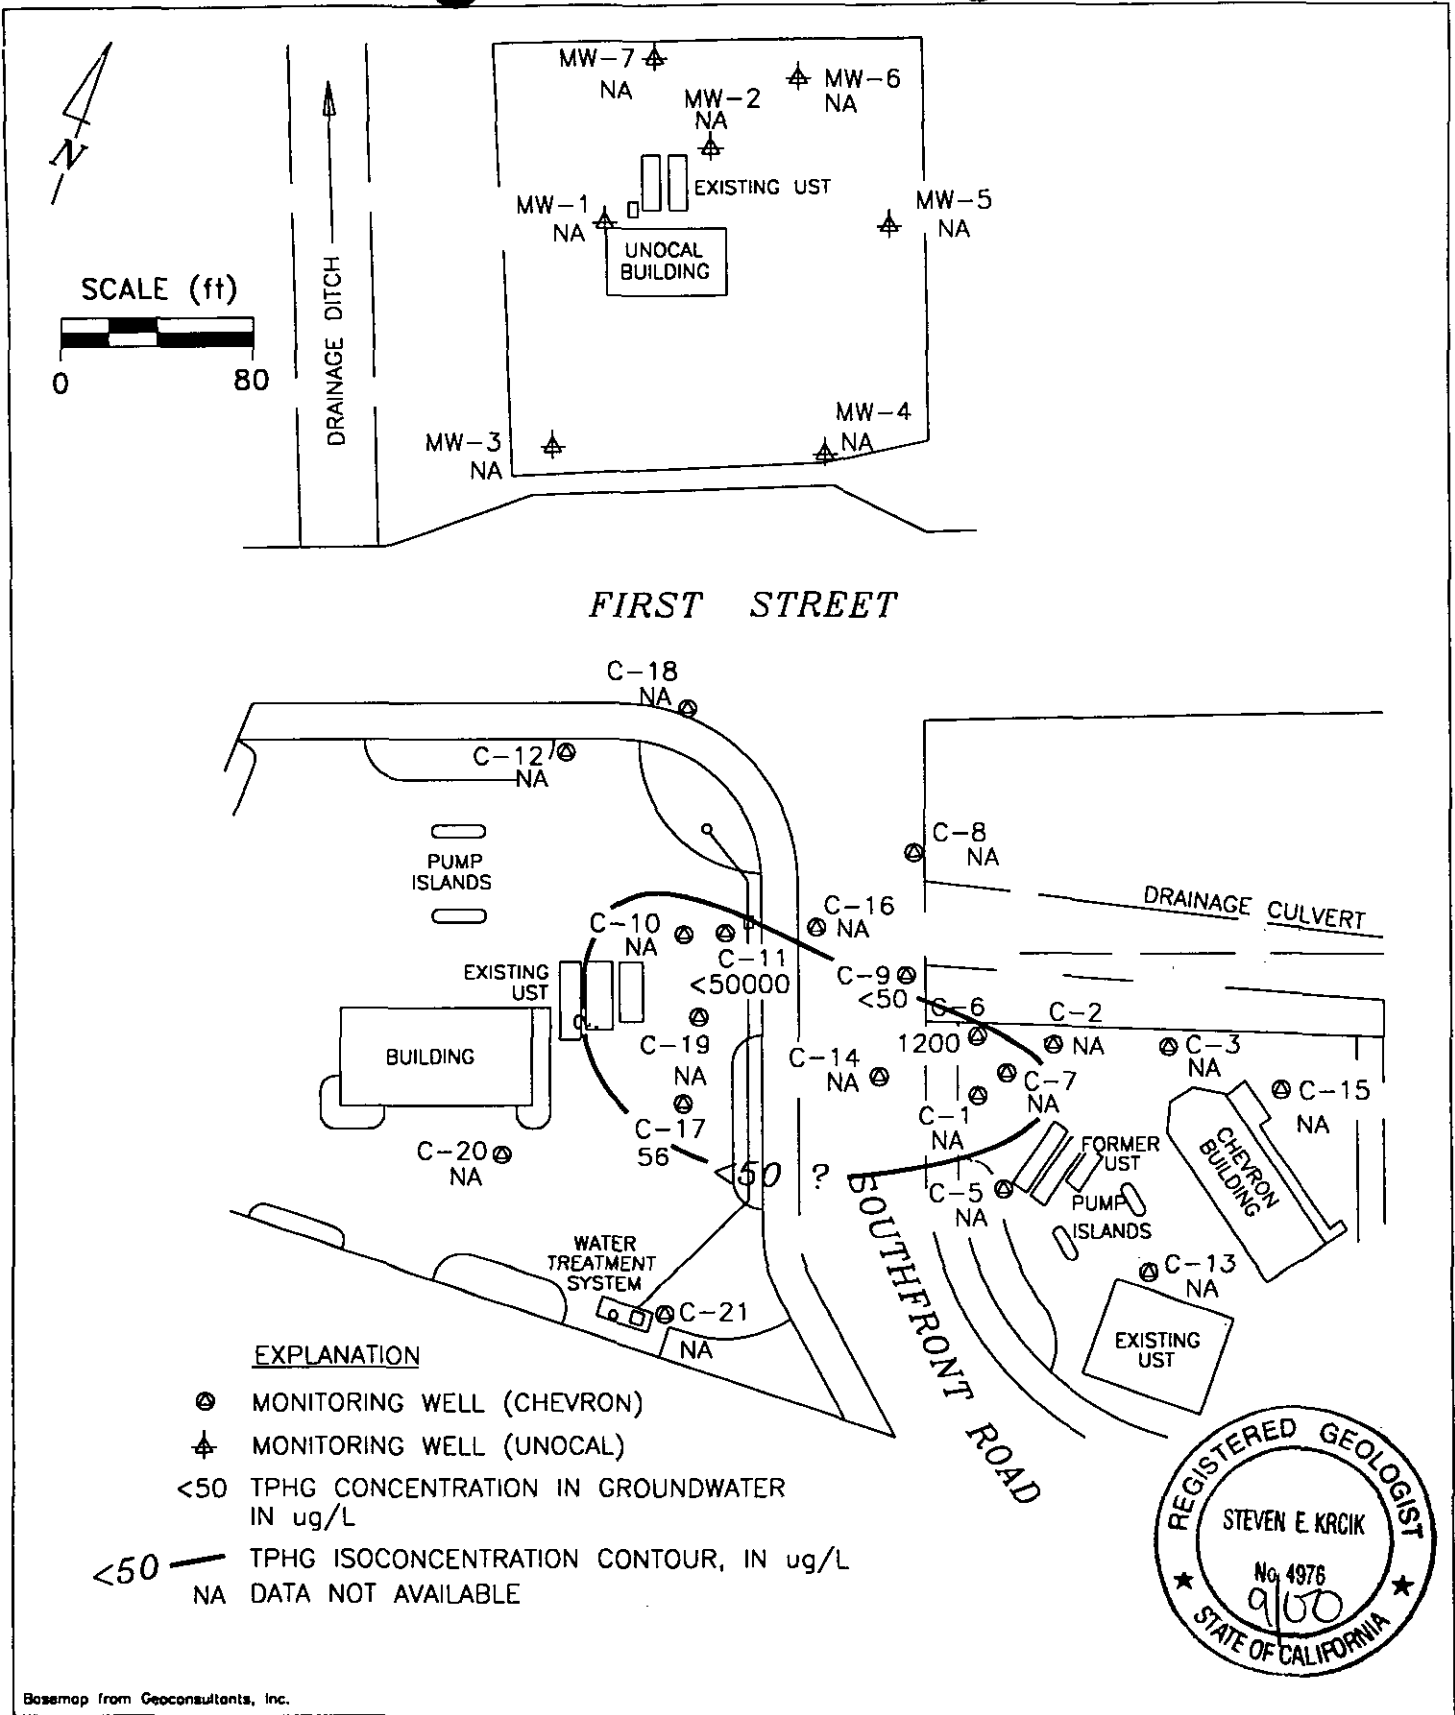 MW-7
NA
MW-6
NA
MW-2
NA
N
EXISTING UST
MW-1
NA
MW-5
NA
UNOCAL
BUILDING
SCALE (ft)
0 80
DRAINAGE DITCH
MW-4
NA
MW-3
NA
FIRST STREET
C-18
NA
C-12
NA
C-8
NA
PUMP
ISLANDS
DRAINAGE CULVERT
C-16
NA
C-10
NA
C-11
<50000
EXISTING
UST
C-9
<50
C-6
1200
C-2
NA
C-3
NA
C-19
NA
BUILDING
C-14
NA
C-7
NA
C-15
NA
C-1
NA
C-17
56
C-20
NA
<50 ?
FORMER
UST
CHEVRON
BUILDING
C-5
NA
PUMP
ISLANDS
SOUTHFRONT ROAD
WATER
TREATMENT
SYSTEM
C-13
NA
C-21
NA
EXISTING
UST
EXPLANATION
MONITORING WELL (CHEVRON)
MONITORING WELL (UNOCAL)
<50 TPHG CONCENTRATION IN GROUNDWATER
IN ug/L
<50 TPHG ISOCONCENTRATION CONTOUR, IN ug/L
NA DATA NOT AVAILABLE
REGISTERED GEOLOGIST
STEVEN E. KRCIK
No. 4976
9/00
STATE OF CALIFORNIA
Basemap from Geoconsultants, Inc.